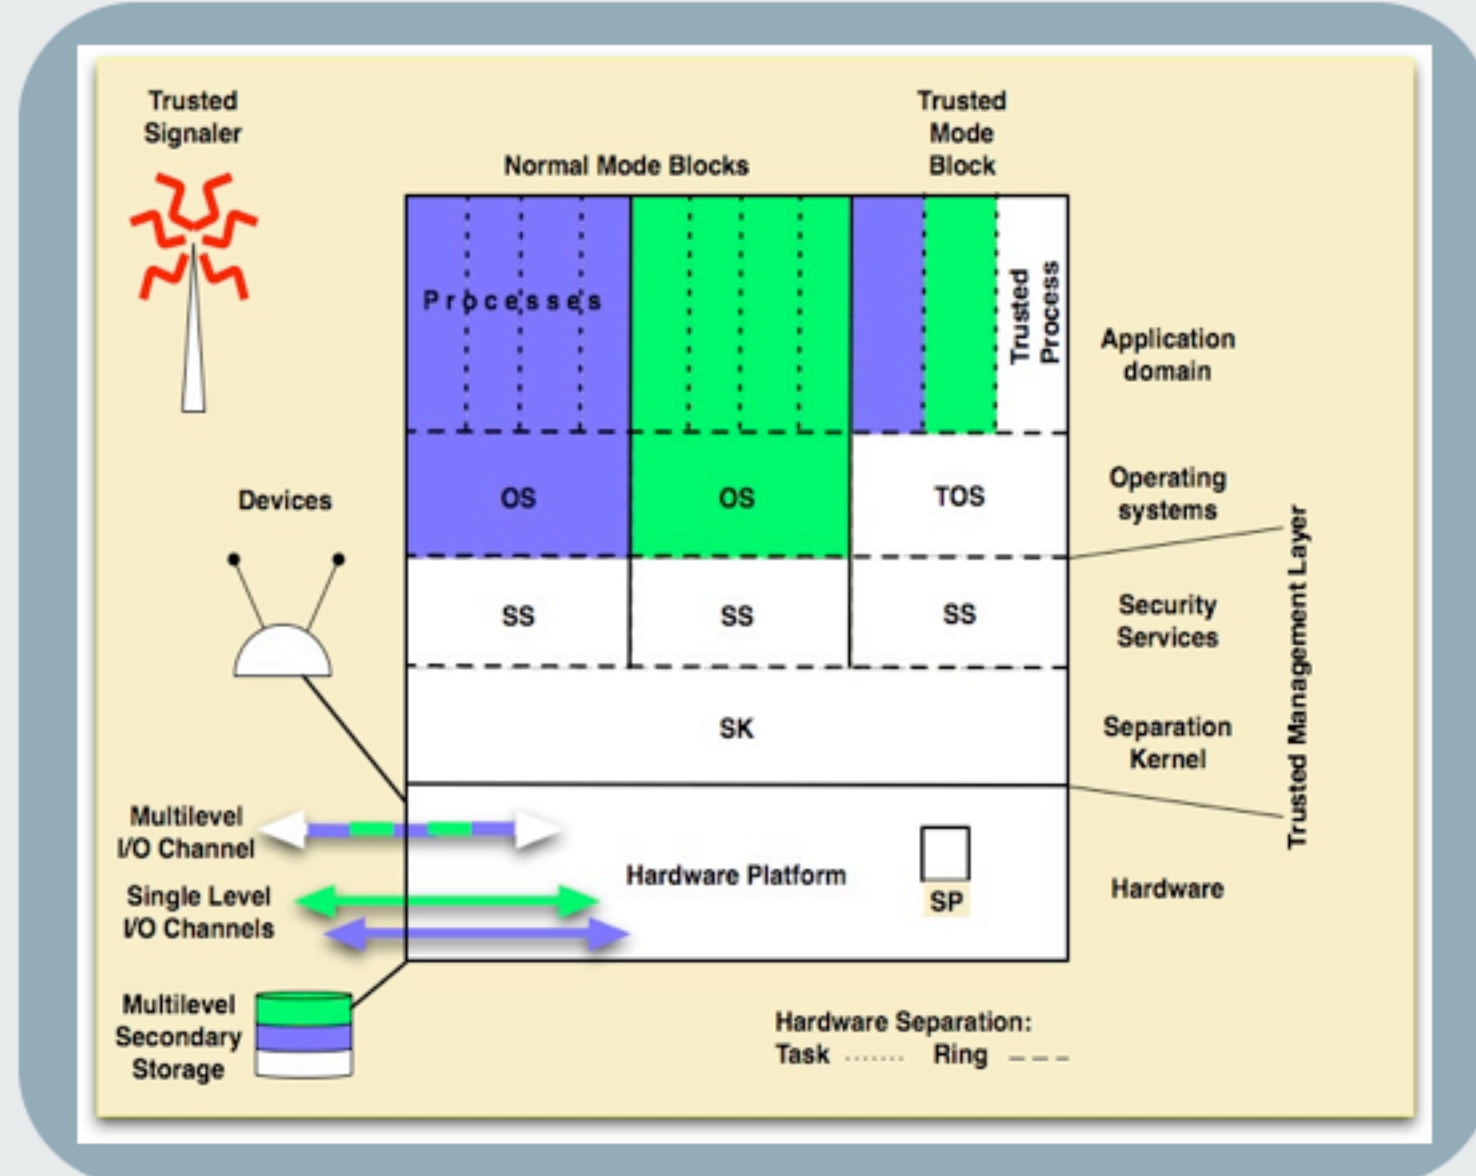 Trusted
Signaler
Normal Mode Blocks
Trusted
Mode
Block
Processes
Trusted
Process
Application
domain
Devices
OS
OS
TOS
Operating
systems
SS
SS
SS
Security
Services
SK
Separation
Kernel
Trusted Management Layer
Multilevel
I/O Channel
Single Level
I/O Channels
Hardware Platform
SP
Hardware
Multilevel
Secondary
Storage
Hardware Separation:
Task Ring